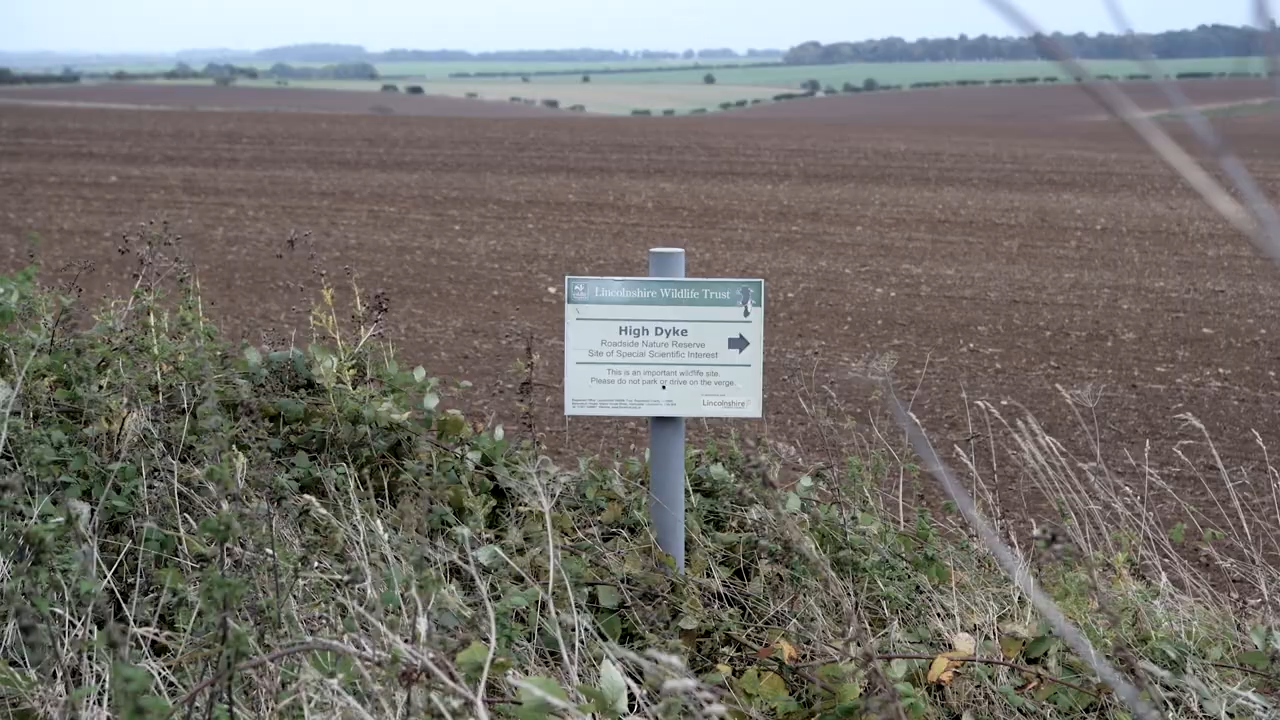 Lincolnshire Wildlife Trust
High Dyke
Roadside Nature Reserve
Site of Special Scientific Interest
This is an important wildlife site.
Please do not park or drive on the verge.
Lincolnshire